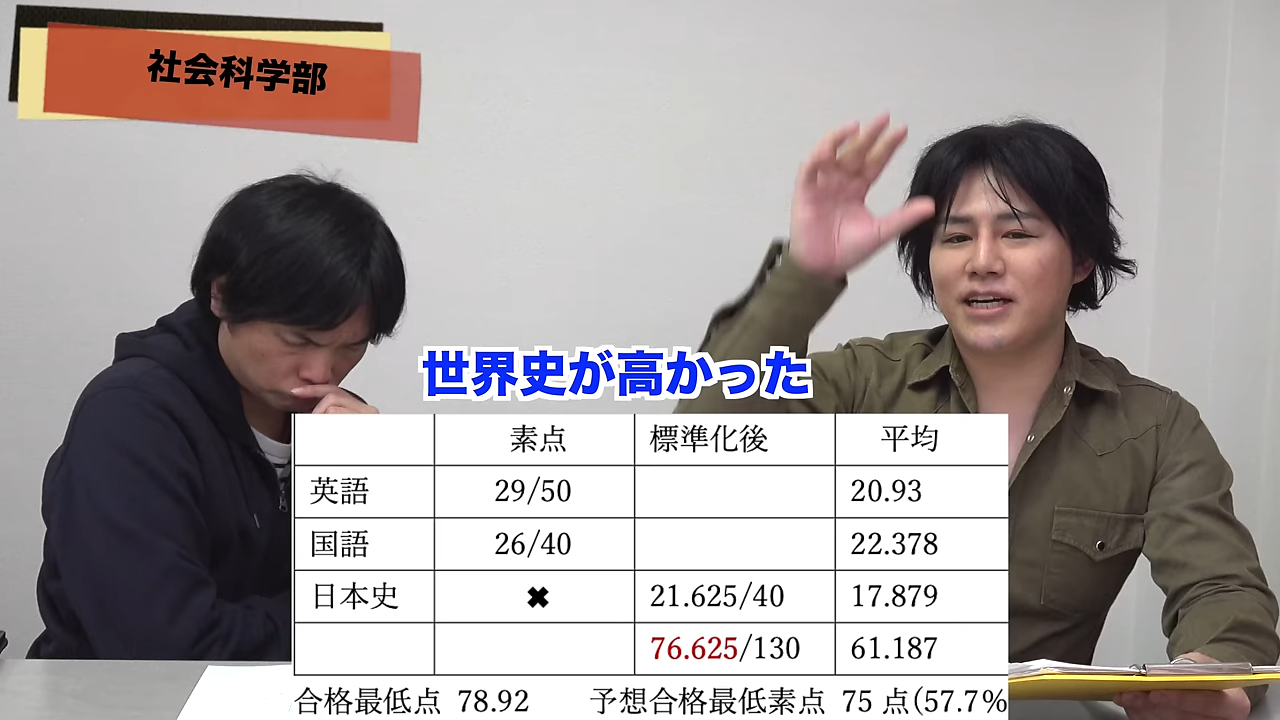 社会科学部
世界史が高かった
素点 標準化後 平均
英語 29/50 20.93
国語 26/40 22.378
日本史 ✖ 21.625/40 17.879
76.625/130 61.187
合格最低点 78.92 予想合格最低素点 75 点(57.7%